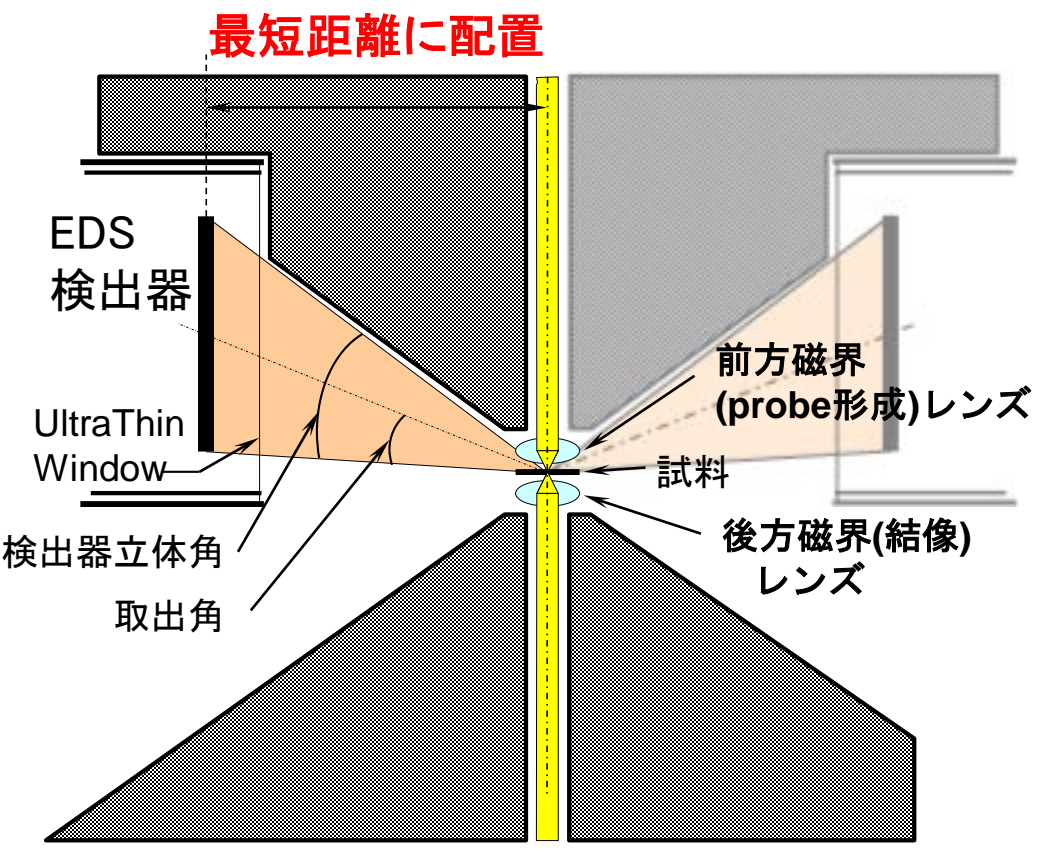 最短距離に配置
EDS
検出器
前方磁界
(probe形成)レンズ
UltraThin
Window
試料
後方磁界(結像)
レンズ
検出器立体角
取出角